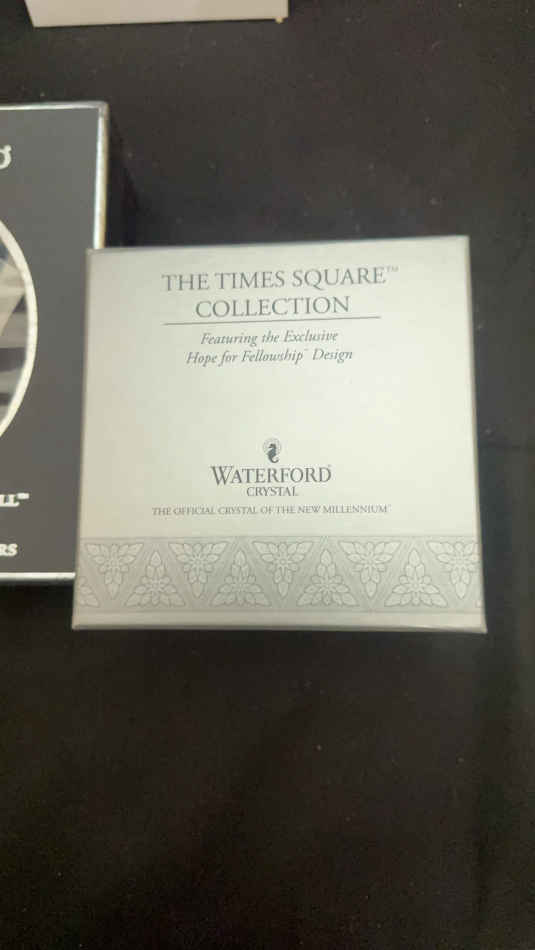 THE TIMES SQUARE™
COLLECTION
Featuring the Exclusive
Hope for Fellowship™ Design
WATERFORD®
CRYSTAL
THE OFFICIAL CRYSTAL OF THE NEW MILLENNIUM™
RS